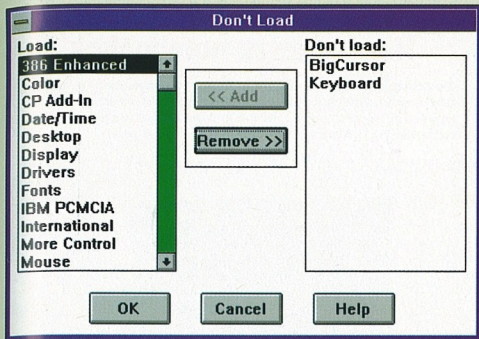 Don't Load
Load:
386 Enhanced
Color
CP Add-In
Date/Time
Desktop
Display
Drivers
Fonts
IBM PCMCIA
International
More Control
Mouse
<< Add
Remove >>
Don't load:
BigCursor
Keyboard
OK
Cancel
Help